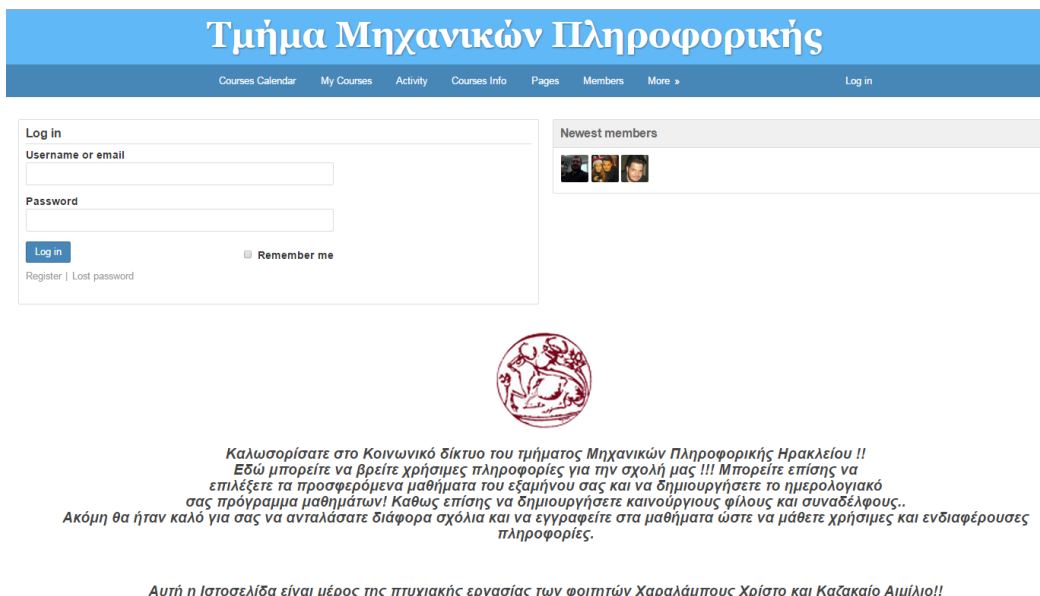 Τμήμα Μηχανικών Πληροφορικής
Courses Calendar My Courses Activity Courses Info Pages Members More » Log in
Log in
Username or email
Password
Log in Remember me
Register | Lost password
Newest members
Καλωσορίσατε στο Κοινωνικό δίκτυο του τμήματος Μηχανικών Πληροφορικής Ηρακλείου !!
Εδώ μπορείτε να βρείτε χρήσιμες πληροφορίες για την σχολή μας !!! Μπορείτε επίσης να
επιλέξετε τα προσφερόμενα μαθήματα του εξαμήνου σας και να δημιουργήσετε το ημερολογιακό
σας πρόγραμμα μαθημάτων! Καθως επίσης να δημιουργήσετε καινούργιους φίλους και συναδέλφους..
Ακόμη θα ήταν καλό για σας να ανταλάσατε διάφορα σχόλια και να εγγραφείτε στα μαθήματα ώστε να μάθετε χρήσιμες και ενδιαφέρουσες
πληροφορίες.
Αυτή η Ιστοσελίδα είναι μέρος της πτυχιακής εργασίας των φοιτητών Χαραλάμπους Χρίστο και Καζακαίο Αιμίλιο!!